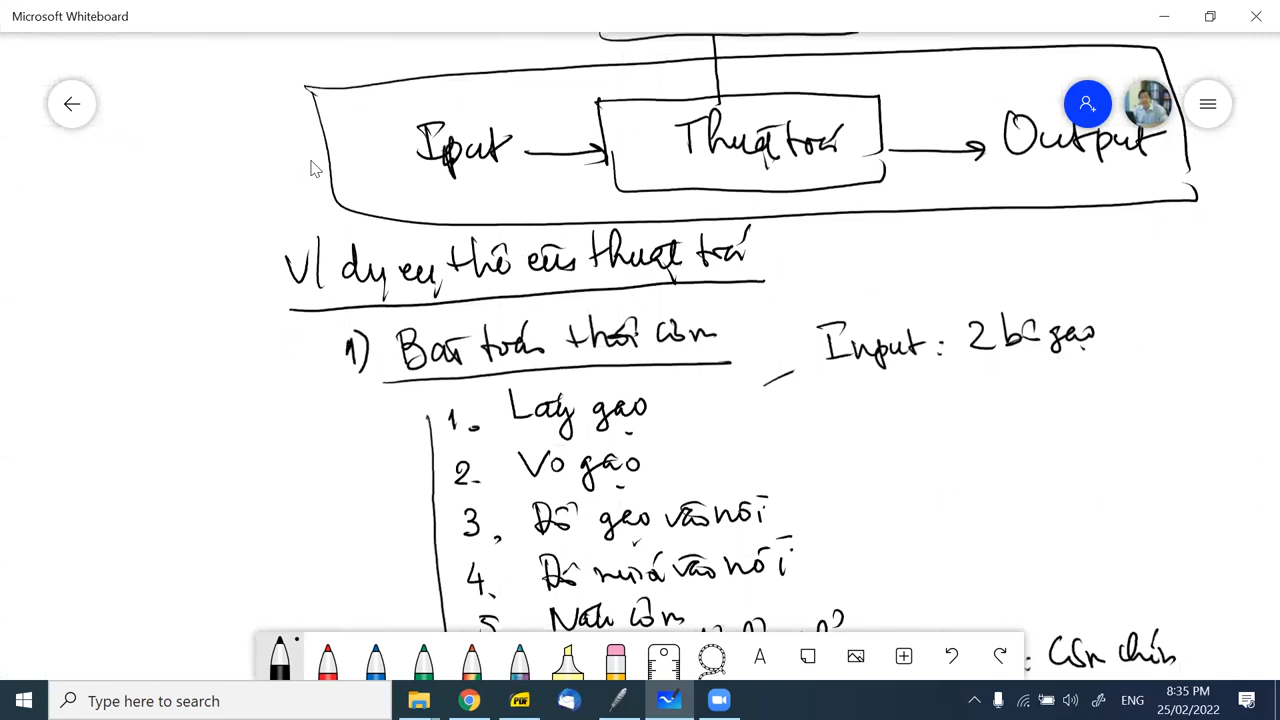 Microsoft Whiteboard
Input → Thuật toán → Output
Ví dụ cụ thể của thuật toán
1) Bài toán thổi cơm
Input: 2 bò gạo
1. Lấy gạo
2. Vo gạo
3. Đổ gạo vào nồi
4. Đổ nước vào nồi
5. Nấu cơm
: Cơm chín
Type here to search
PDF
ENG
8:35 PM
25/02/2022